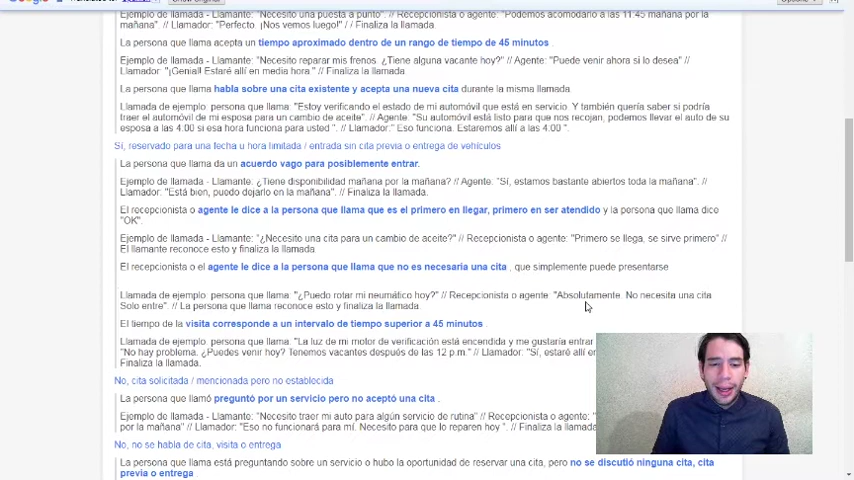 Ejemplo de llamada - Llamante: "Necesito una puesta a punto". // Recepcionista o agente: "Podemos acomodarlo a las 11:45 mañana por la
mañana". // Llamador: "Perfecto. ¡Nos vemos luego!" / / Finaliza la llamada.
La persona que llama acepta un tiempo aproximado dentro de un rango de tiempo de 45 minutos .
Ejemplo de llamada - Llamante: "Necesito reparar mis frenos. ¿Tiene alguna vacante hoy?" // Agente: "Puede venir ahora si lo desea" //
Llamador: "¡Genial! Estaré allí en media hora." // Finaliza la llamada
La persona que llama habla sobre una cita existente y acepta una nueva cita durante la misma llamada.
Llamada de ejemplo: persona que llama: "Estoy verificando el estado de mi automóvil que está en servicio. Y también quería saber si podría
traer el automóvil de mi esposa para un cambio de aceite". // Agente: "Su automóvil está listo para que nos recojan, podemos llevar el auto de su
esposa a las 4:00 si esa hora funciona para usted ". // Llamador:" Eso funciona. Estaremos allí a las 4:00 ".
Sí, reservado para una fecha u hora limitada / entrada sin cita previa o entrega de vehículos
La persona que llama da un acuerdo vago para posiblemente entrar.
Ejemplo de llamada - Llamante: ¿Tiene disponibilidad mañana por la mañana? // Agente: "Sí, estamos bastante abiertos toda la mañana". //
Llamador: "Está bien, puedo dejarlo en la mañana". // Finaliza la llamada.
El recepcionista o agente le dice a la persona que llama que es el primero en llegar, primero en ser atendido y la persona que llama dice
"OK".
Ejemplo de llamada - Llamante: "¿Necesito una cita para un cambio de aceite?" // Recepcionista o agente: "Primero se llega, se sirve primero" //
El llamante reconoce esto y finaliza la llamada.
El recepcionista o el agente le dice a la persona que llama que no es necesaria una cita , que simplemente puede presentarse
Llamada de ejemplo: persona que llama: "¿Puedo rotar mi neumático hoy?" // Recepcionista o agente: "Absolutamente. No necesita una cita
Solo entre". // La persona que llama reconoce esto y finaliza la llamada.
El tiempo de la visita corresponde a un intervalo de tiempo superior a 45 minutos .
Llamada de ejemplo: persona que llama: "La luz de mi motor de verificación está encendida y me gustaría entrar
"No hay problema. ¿Puedes venir hoy? Tenemos vacantes después de las 12 p.m." // Llamador: "Sí, estaré allí en
Finaliza la llamada.
No, cita solicitada / mencionada pero no establecida
La persona que llamó preguntó por un servicio pero no aceptó una cita .
Ejemplo de llamada - Llamante: "Necesito traer mi auto para algún servicio de rutina" // Recepcionista o agente: "
por la mañana" // Llamador: "Eso no funcionará para mí. Necesito para que lo reparen hoy ". // Finaliza la llamada
No, no se habla de cita, visita o entrega
La persona que llama está preguntando sobre un servicio o hubo la oportunidad de reservar una cita, pero no se discutió ninguna cita, cita
previa o entrega .